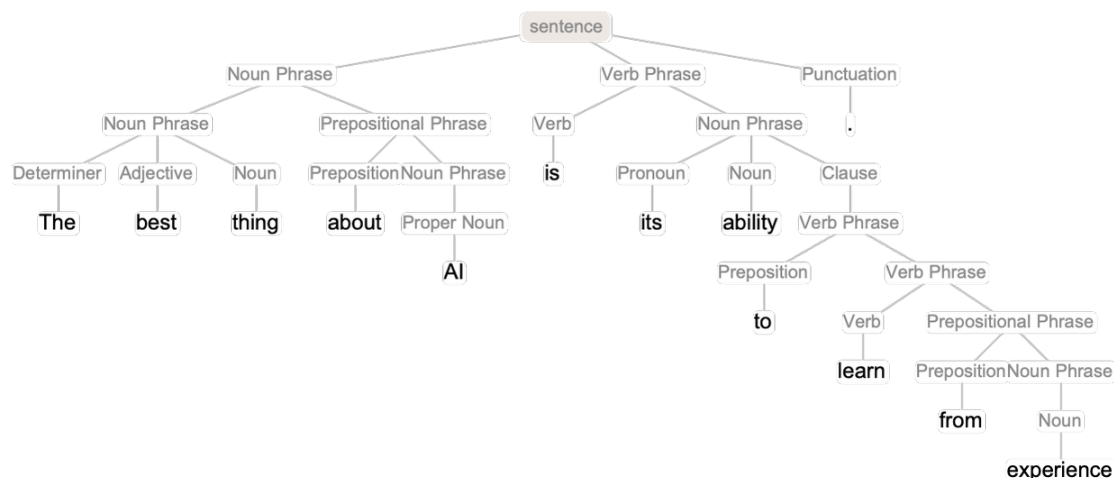 sentence
Noun Phrase Verb Phrase Punctuation
Noun Phrase Prepositional Phrase Verb Noun Phrase .
Determiner Adjective Noun Preposition Noun Phrase is Pronoun Noun Clause
The best thing about Proper Noun its ability Verb Phrase
AI Preposition Verb Phrase
to Verb Prepositional Phrase
learn Preposition Noun Phrase
from Noun
experience